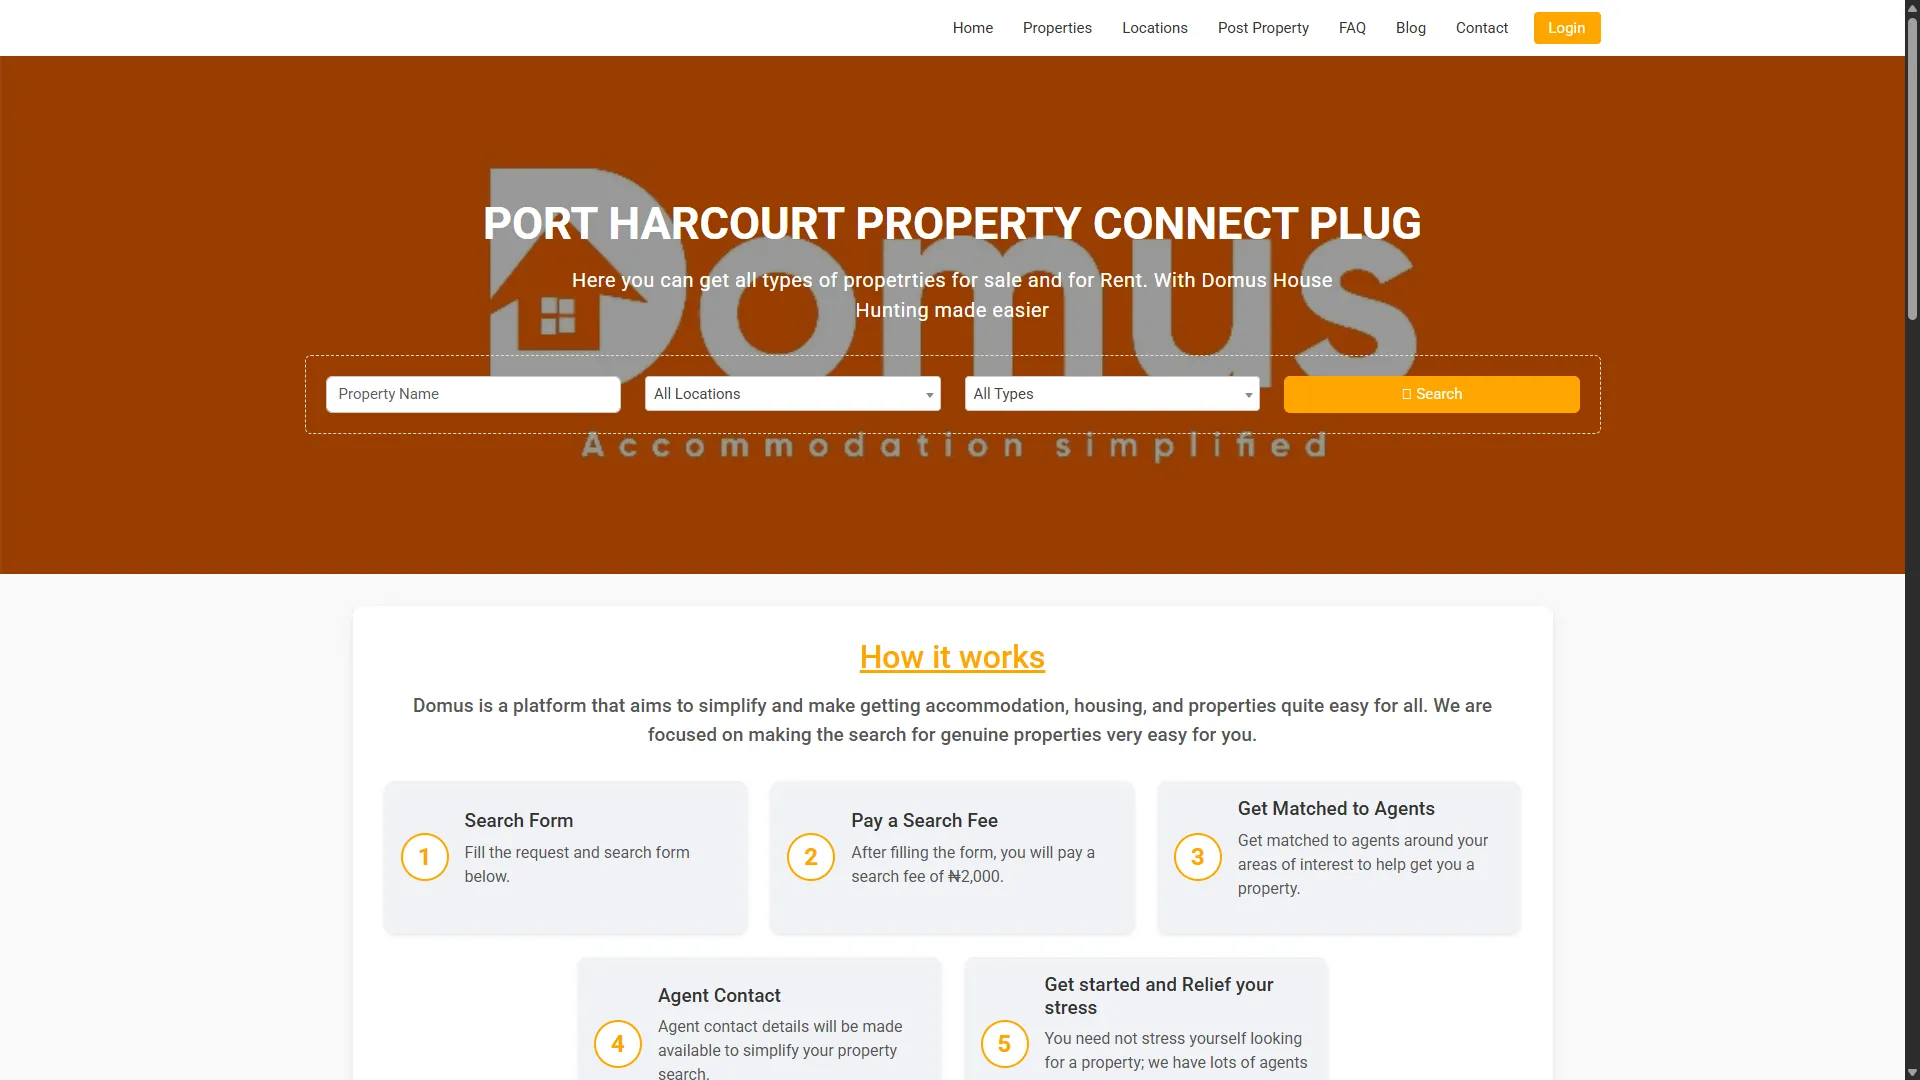 Home Properties Locations Post Property FAQ Blog Contact Login
Domus
PORT HARCOURT PROPERTY CONNECT PLUG
Here you can get all types of propetrties for sale and for Rent. With Domus House
Hunting made easier
Property Name All Locations All Types Search
Accommodation simplified
How it works
Domus is a platform that aims to simplify and make getting accommodation, housing, and properties quite easy for all. We are
focused on making the search for genuine properties very easy for you.
1
Search Form
Fill the request and search form
below.
2
Pay a Search Fee
After filling the form, you will pay a
search fee of ₦2,000.
3
Get Matched to Agents
Get matched to agents around your
areas of interest to help get you a
property.
4
Agent Contact
Agent contact details will be made
available to simplify your property
search.
5
Get started and Relief your
stress
You need not stress yourself looking
for a property; we have lots of agents